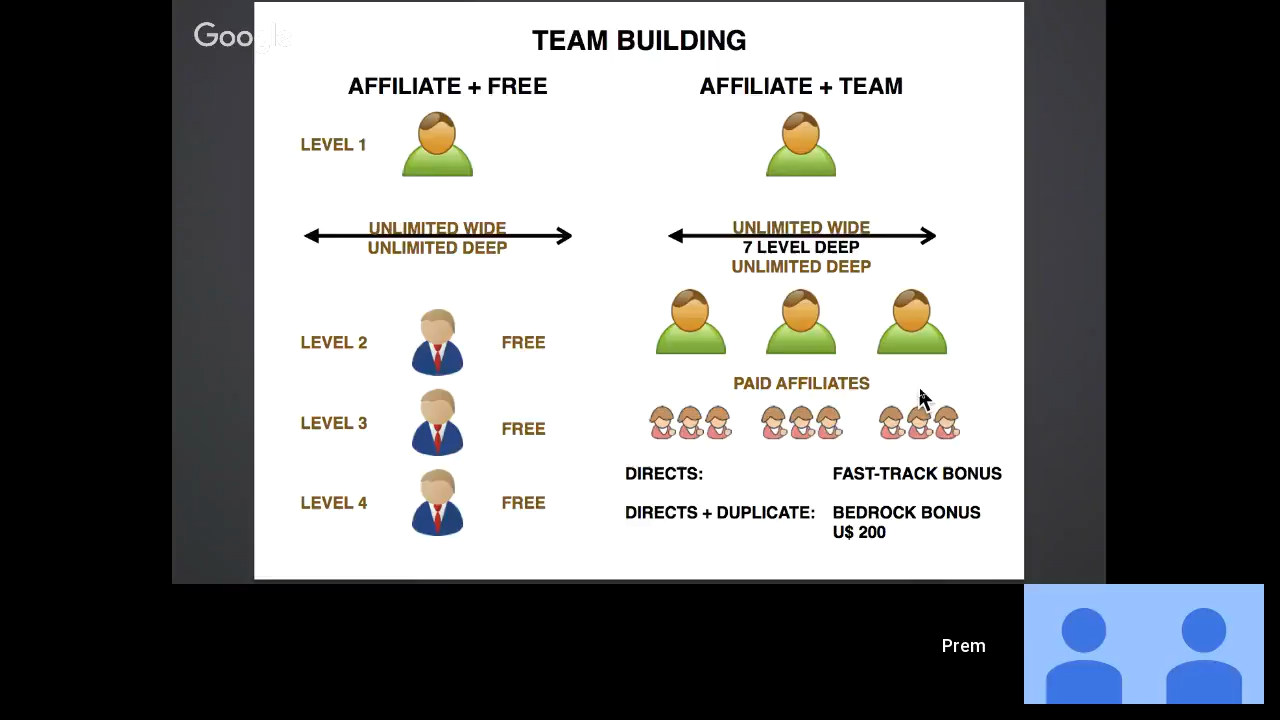 Google
TEAM BUILDING
AFFILIATE + FREE
LEVEL 1
UNLIMITED WIDE
UNLIMITED DEEP
LEVEL 2
FREE
LEVEL 3
FREE
LEVEL 4
FREE
AFFILIATE + TEAM
UNLIMITED WIDE
7 LEVEL DEEP
UNLIMITED DEEP
PAID AFFILIATES
DIRECTS: FAST-TRACK BONUS
DIRECTS + DUPLICATE: BEDROCK BONUS
U$ 200
Prem